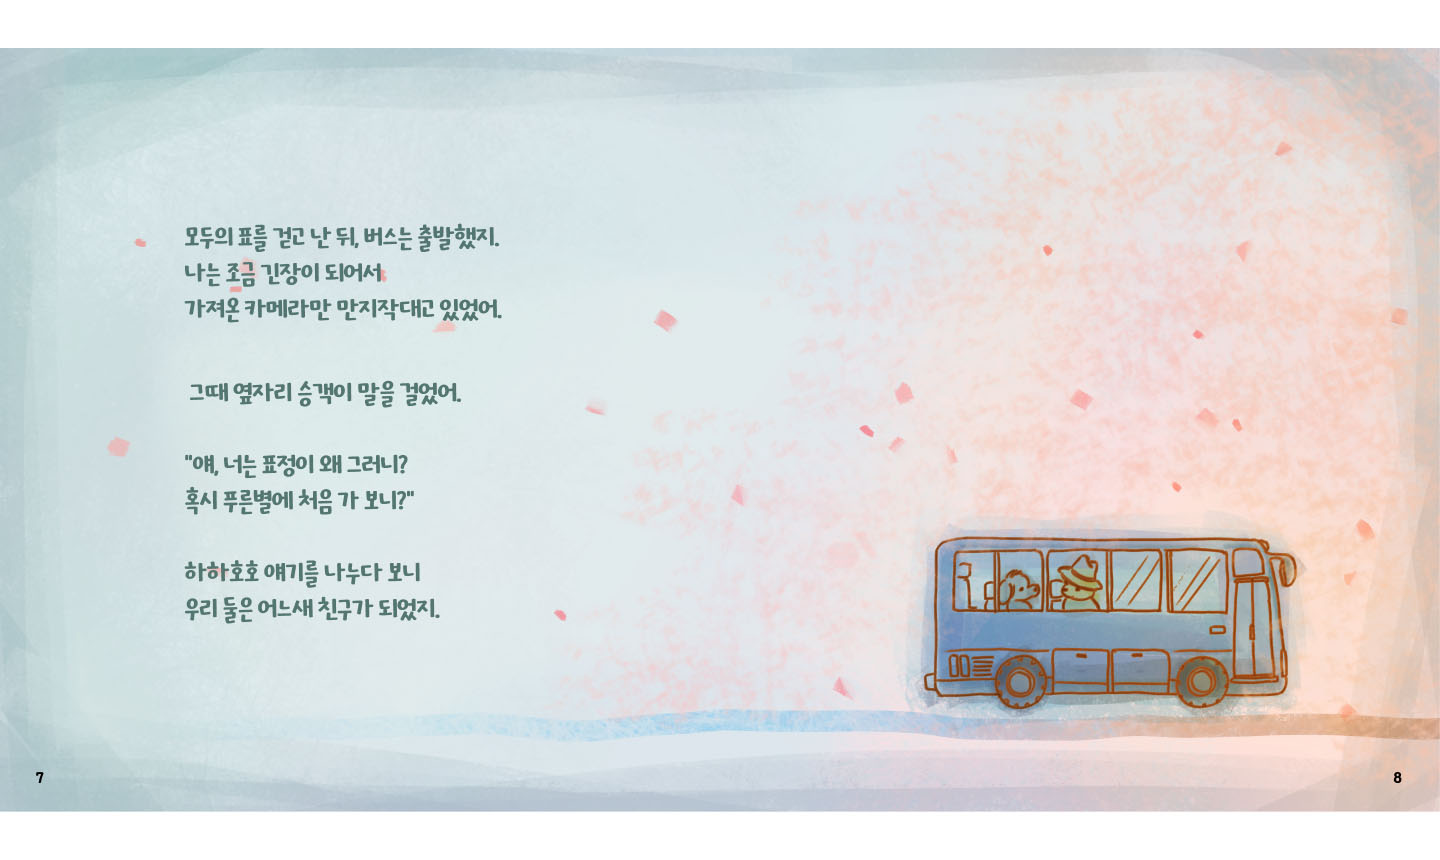 모두의 표를 걷고 난 뒤, 버스는 출발했지.
나는 조금 긴장이 되어서
가져온 카메라만 만지작대고 있었어.
그때 옆자리 승객이 말을 걸었어.
"얘, 너는 표정이 왜 그러니?
혹시 푸른별에 처음 가 보니?"
하하호호 얘기를 나누다 보니
우리 둘은 어느새 친구가 되었지.
7
8